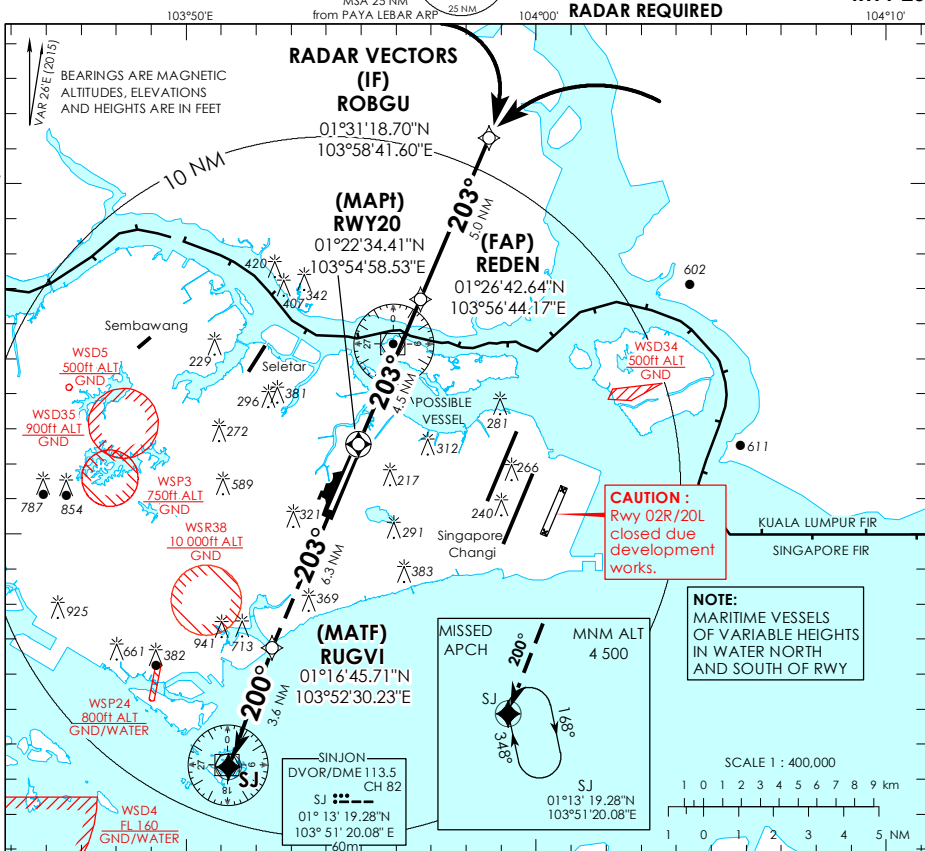 103°50'E
MSA 25 NM
from PAYA LEBAR ARP
25 NM
104°00'
RADAR REQUIRED
104°10'
VAR 26'E (2015)
BEARINGS ARE MAGNETIC
ALTITUDES, ELEVATIONS
AND HEIGHTS ARE IN FEET
RADAR VECTORS
(IF)
ROBGU
01°31'18.70"N
103°58'41.60"E
10 NM
(MAPt)
RWY20
01°22'34.41"N
103°54'58.53"E
203°
5.0 NM
(FAP)
REDEN
01°26'42.64"N
103°56'44.17"E
602
420
407
342
Sembawang
229
Seletar
296
381
WSD5
500ft ALT
GND
WSD35
900ft ALT
GND
272
0
9
27
203°
4.5 NM
POSSIBLE
VESSEL
281
WSD34
500ft ALT
GND
312
611
787
854
WSP3
750ft ALT
GND
589
217
266
240
321
291
Singapore
Changi
CAUTION :
Rwy 02R/20L
closed due
development
works.
KUALA LUMPUR FIR
SINGAPORE FIR
WSR38
10 000ft ALT
GND
203°
6.3 NM
383
369
925
941
713
661
382
(MATF)
RUGVI
01°16'45.71"N
103°52'30.23"E
NOTE:
MARITIME VESSELS
OF VARIABLE HEIGHTS
IN WATER NORTH
AND SOUTH OF RWY
MISSED
APCH
MNM ALT
4 500
200°
SJ
168°
348°
SJ
01°13' 19.28"N
103°51'20.08"E
WSP24
800ft ALT
GND/WATER
200°
3.6 NM
0
9
18
27
SJ
SINJON
DVOR/DME 113.5
CH 82
SJ
01° 13' 19.28"N
103° 51' 20.08" E
60m
WSD4
FL 160
GND/WATER
SCALE 1 : 400,000
1 0 1 2 3 4 5 6 7 8 9 km
1 0 1 2 3 4 5 NM